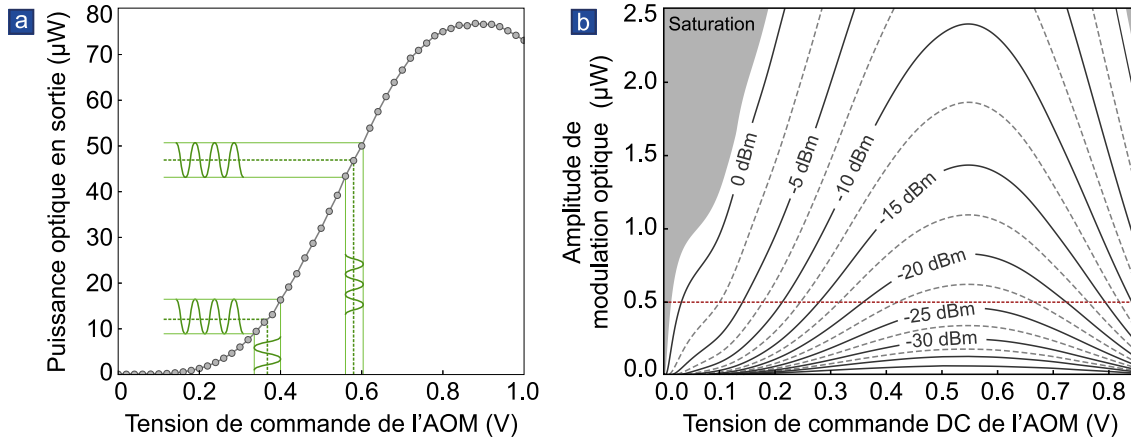 a
Puissance optique en sortie (µW)
80
70
60
50
40
30
20
10
0
0.0
0.2
0.4
0.6
0.8
1.0
Tension de commande de l'AOM (V)
b
Saturation
Amplitude de
modulation optique (µW)
2.5
2.0
1.5
1.0
0.5
0.0
0 dBm
-5 dBm
-10 dBm
-15 dBm
-20 dBm
-25 dBm
-30 dBm
0.0
0.1
0.2
0.3
0.4
0.5
0.6
0.7
0.8
Tension de commande DC de l'AOM (V)